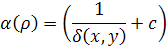 α(ρ) = (1/δ(x, y) + c)